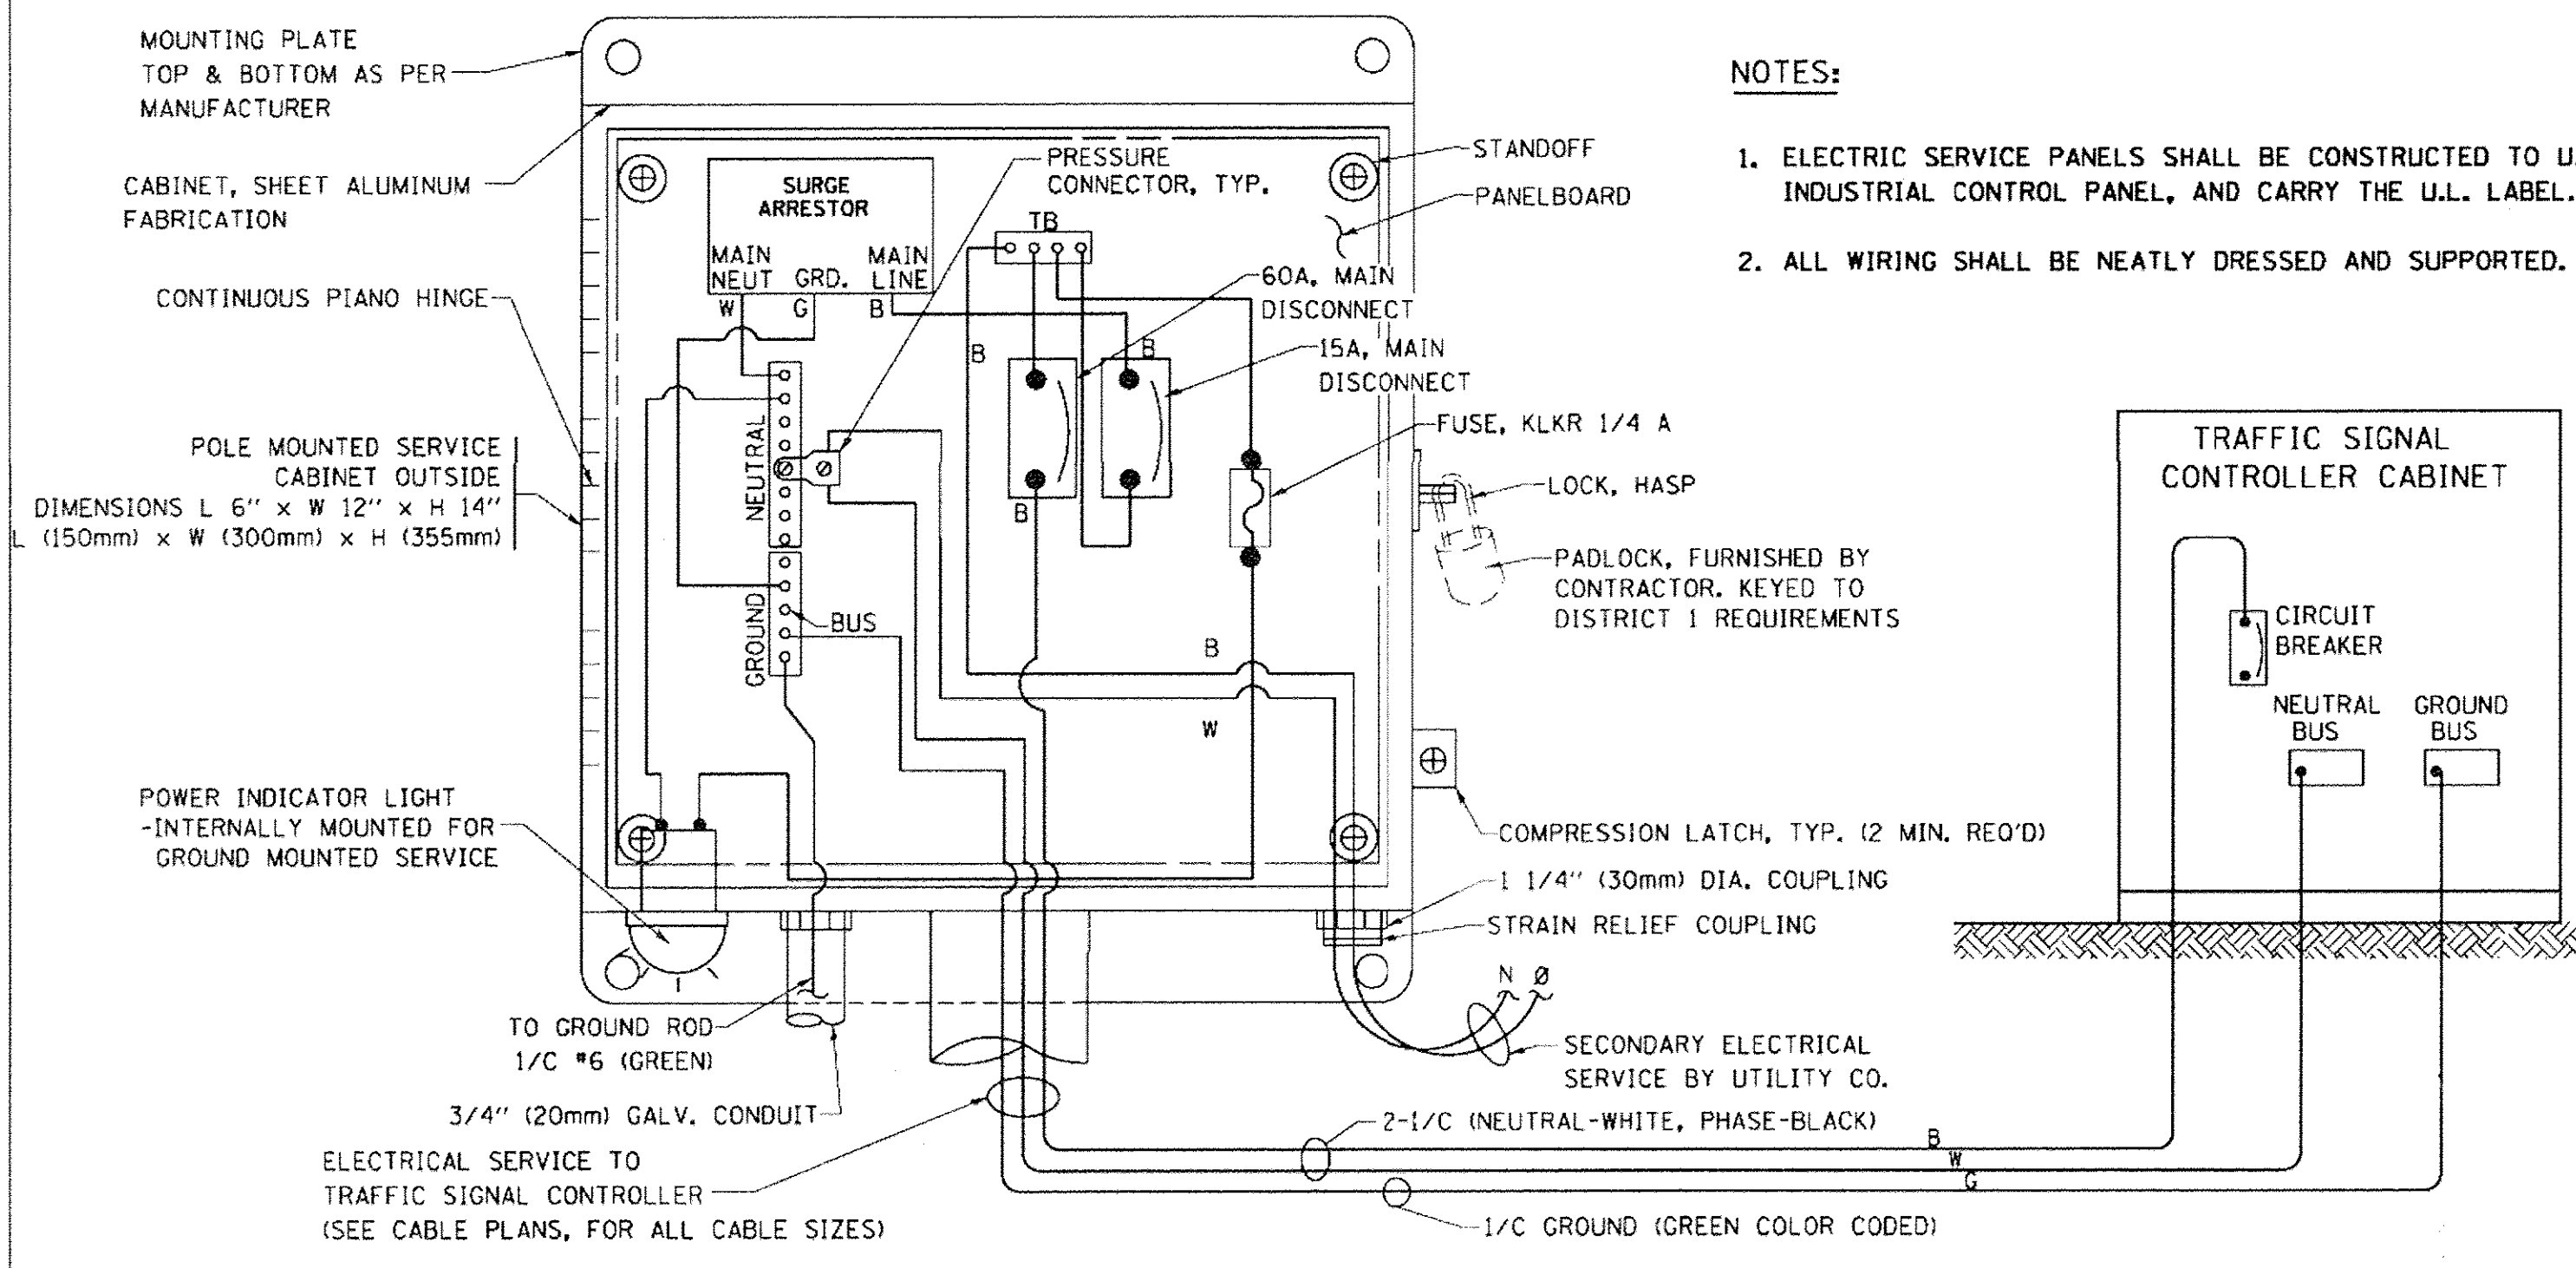 MOUNTING PLATE
TOP & BOTTOM AS PER
MANUFACTURER
CABINET, SHEET ALUMINUM
FABRICATION
CONTINUOUS PIANO HINGE
POLE MOUNTED SERVICE
CABINET OUTSIDE
DIMENSIONS L 6" x W 12" x H 14"
L (150mm) x W (300mm) x H (355mm)
POWER INDICATOR LIGHT
-INTERNALLY MOUNTED FOR
GROUND MOUNTED SERVICE
SURGE
ARRESTOR
MAIN
NEUT
GRD.
MAIN
LINE
W
G
B
PRESSURE
CONNECTOR, TYP.
TB
STANDOFF
PANELBOARD
60A, MAIN
DISCONNECT
15A, MAIN
DISCONNECT
B
B
B
NEUTRAL
GROUND
BUS
FUSE, KLKR 1/4 A
LOCK, HASP
PADLOCK, FURNISHED BY
CONTRACTOR. KEYED TO
DISTRICT 1 REQUIREMENTS
B
W
COMPRESSION LATCH, TYP. (2 MIN. REQ'D)
1 1/4" (30mm) DIA. COUPLING
STRAIN RELIEF COUPLING
N Ø
SECONDARY ELECTRICAL
SERVICE BY UTILITY CO.
TO GROUND ROD
1/C #6 (GREEN)
3/4" (20mm) GALV. CONDUIT
ELECTRICAL SERVICE TO
TRAFFIC SIGNAL CONTROLLER
(SEE CABLE PLANS, FOR ALL CABLE SIZES)
2-1/C (NEUTRAL-WHITE, PHASE-BLACK)
B
W
G
1/C GROUND (GREEN COLOR CODED)
NOTES:
1. ELECTRIC SERVICE PANELS SHALL BE CONSTRUCTED TO U.
INDUSTRIAL CONTROL PANEL, AND CARRY THE U.L. LABEL.
2. ALL WIRING SHALL BE NEATLY DRESSED AND SUPPORTED.
TRAFFIC SIGNAL
CONTROLLER CABINET
CIRCUIT
BREAKER
NEUTRAL
BUS
GROUND
BUS